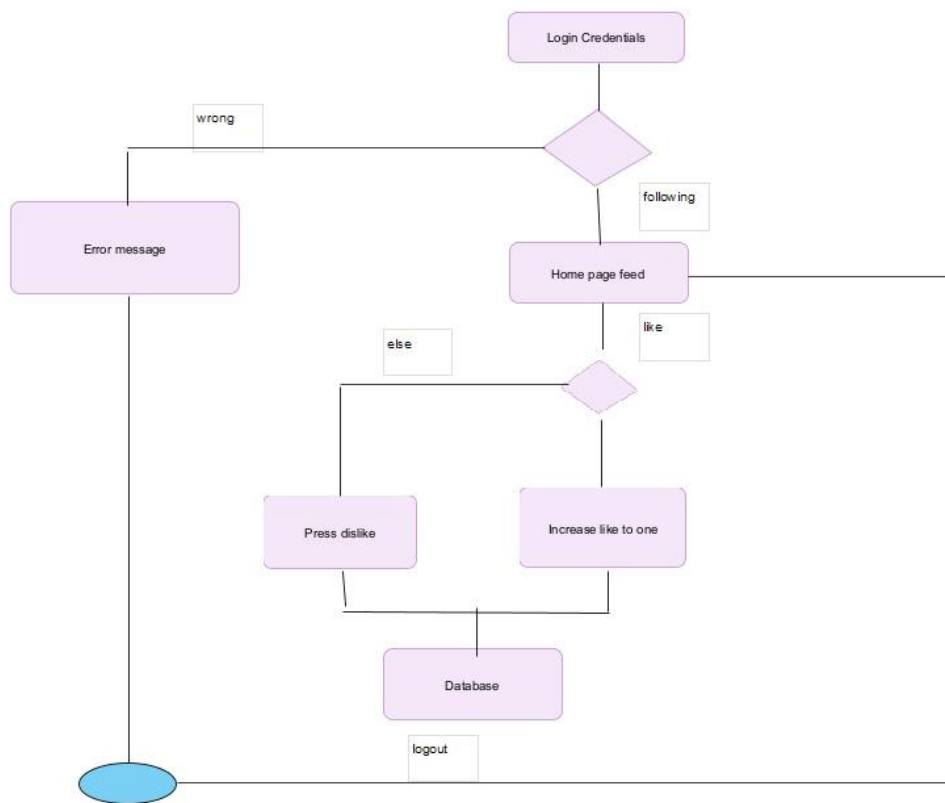 Login Credentials
wrong
following
Error message
Home page feed
like
else
Press dislike
Increase like to one
Database
logout